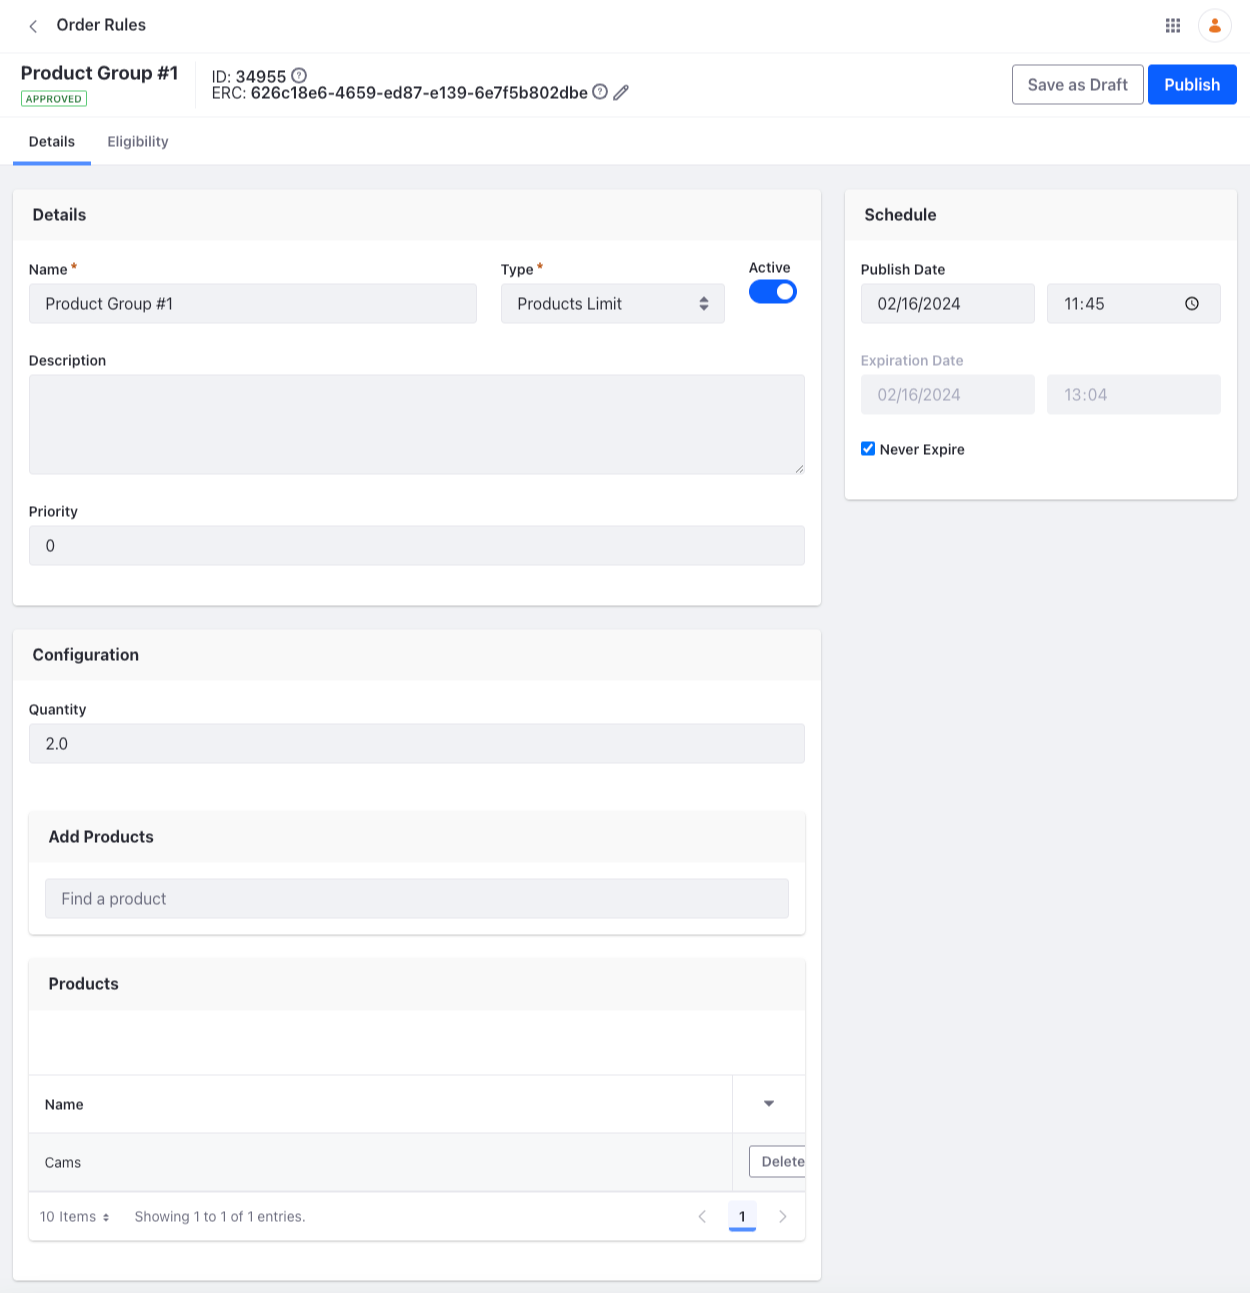 Order Rules
Product Group #1
APPROVED
ID: 34955
ERC: 626c18e6-4659-ed87-e139-6e7f5b802dbe
Save as Draft
Publish
Details
Eligibility
Details
Name *
Type *
Active
Product Group #1
Products Limit
Description
Priority
0
Schedule
Publish Date
02/16/2024
11:45
Expiration Date
02/16/2024
13:04
Never Expire
Configuration
Quantity
2.0
Add Products
Find a product
Products
Name
Cams
Delete
10 Items
Showing 1 to 1 of 1 entries.
1